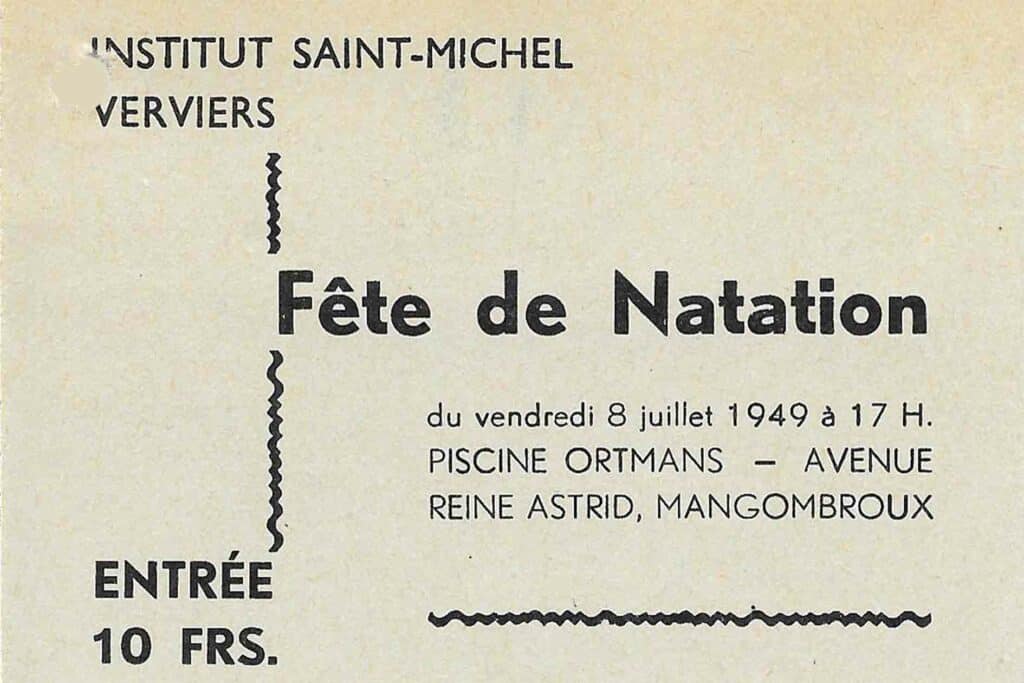 INSTITUT SAINT-MICHEL
VERVIERS
Fête de Natation
du vendredi 8 juillet 1949 à 17 H.
PISCINE ORTMANS — AVENUE
REINE ASTRID, MANGOMBROUX
ENTRÉE
10 FRS.